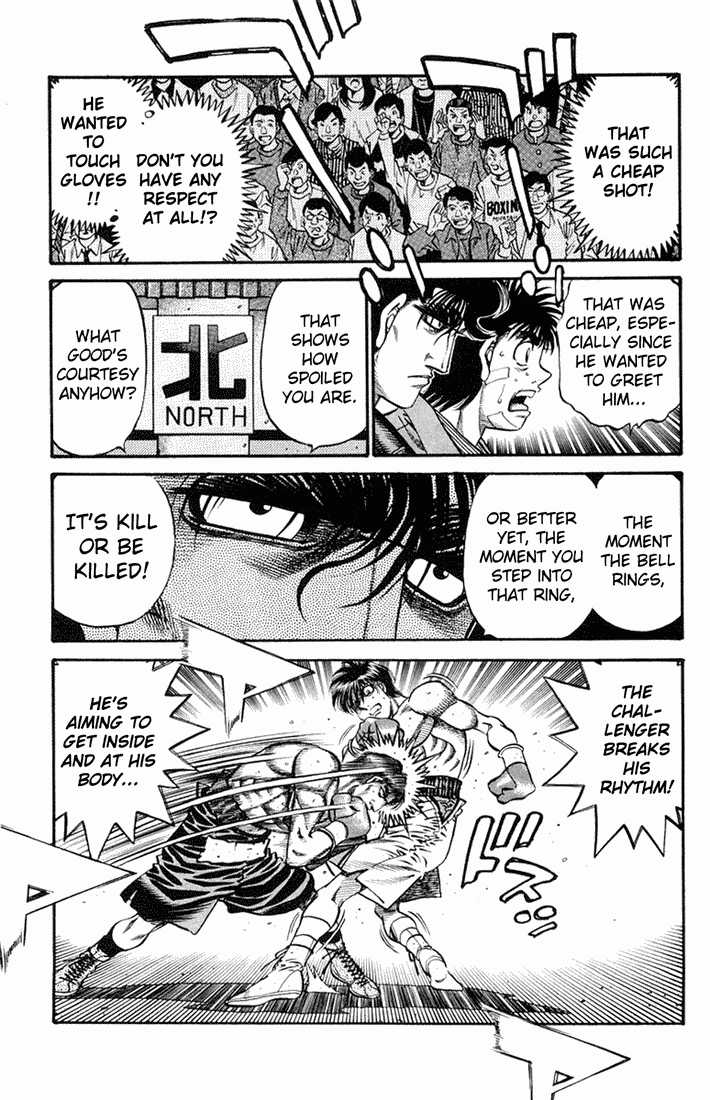 THAT
WAS SUCH
A CHEAP
SHOT!
BOXING
DON'T YOU
HAVE ANY
RESPECT
AT ALL!?
HE
WANTED
TO
TOUCH
GLOVES
!!
THAT WAS
CHEAP, ESPE-
CIALLY SINCE
HE WANTED
TO GREET
HIM...
THAT
SHOWS
HOW
SPOILED
YOU ARE.
北
NORTH
WHAT
GOOD'S
COURTESY
ANYHOW?
THE
MOMENT
THE BELL
RINGS,
OR BETTER
YET, THE
MOMENT YOU
STEP INTO
THAT RING,
IT'S KILL
OR BE
KILLED!
THE
CHAL-
LENGER
BREAKS
HIS
RHYTHM!
HE'S
AIMING TO
GET INSIDE
AND AT HIS
BODY...
ドズン